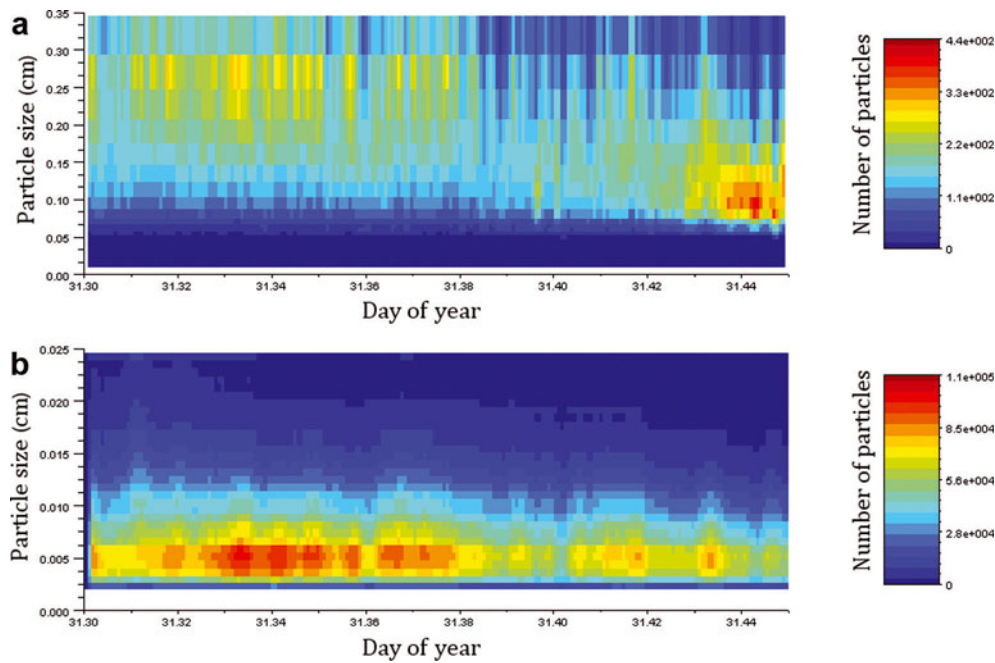 a
Particle size (cm)
0.35
0.30
0.25
0.20
0.15
0.10
0.05
0.00
31.30
31.32
31.34
31.36
31.38
31.40
31.42
31.44
Day of year
Number of particles
4.4e+002
3.3e+002
2.2e+002
1.1e+002
0
b
Particle size (cm)
0.025
0.020
0.015
0.010
0.005
0.000
31.30
31.32
31.34
31.36
31.38
31.40
31.42
31.44
Day of year
Number of particles
1.1e+005
8.5e+004
5.6e+004
2.8e+004
0